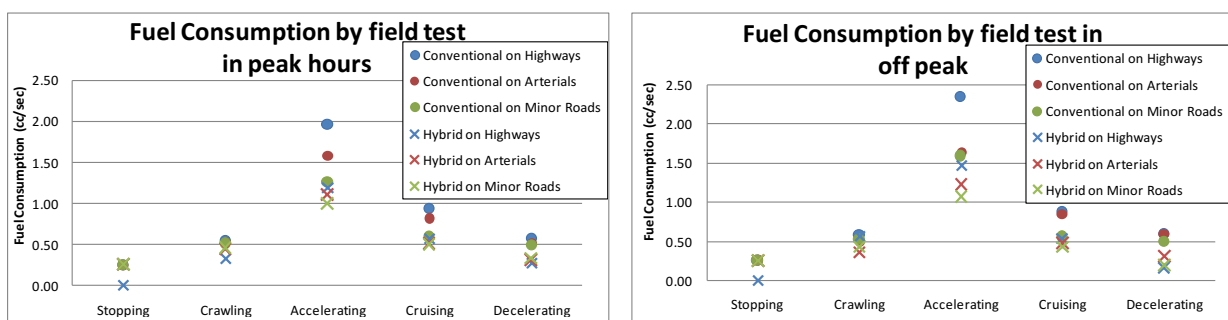 Fuel Consumption by field test
in peak hours
Fuel Consumption (cc/sec)
2.50
2.00
1.50
1.00
0.50
0.00
Stopping
Crawling
Accelerating
Cruising
Decelerating
Conventional on Highways
Conventional on Arterials
Conventional on Minor Roads
Hybrid on Highways
Hybrid on Arterials
Hybrid on Minor Roads
Fuel Consumption by field test in
off peak
Fuel Consumption (cc/sec)
2.50
2.00
1.50
1.00
0.50
0.00
Stopping
Crawling
Accelerating
Cruising
Decelerating
Conventional on Highways
Conventional on Arterials
Conventional on Minor Roads
Hybrid on Highways
Hybrid on Arterials
Hybrid on Minor Roads